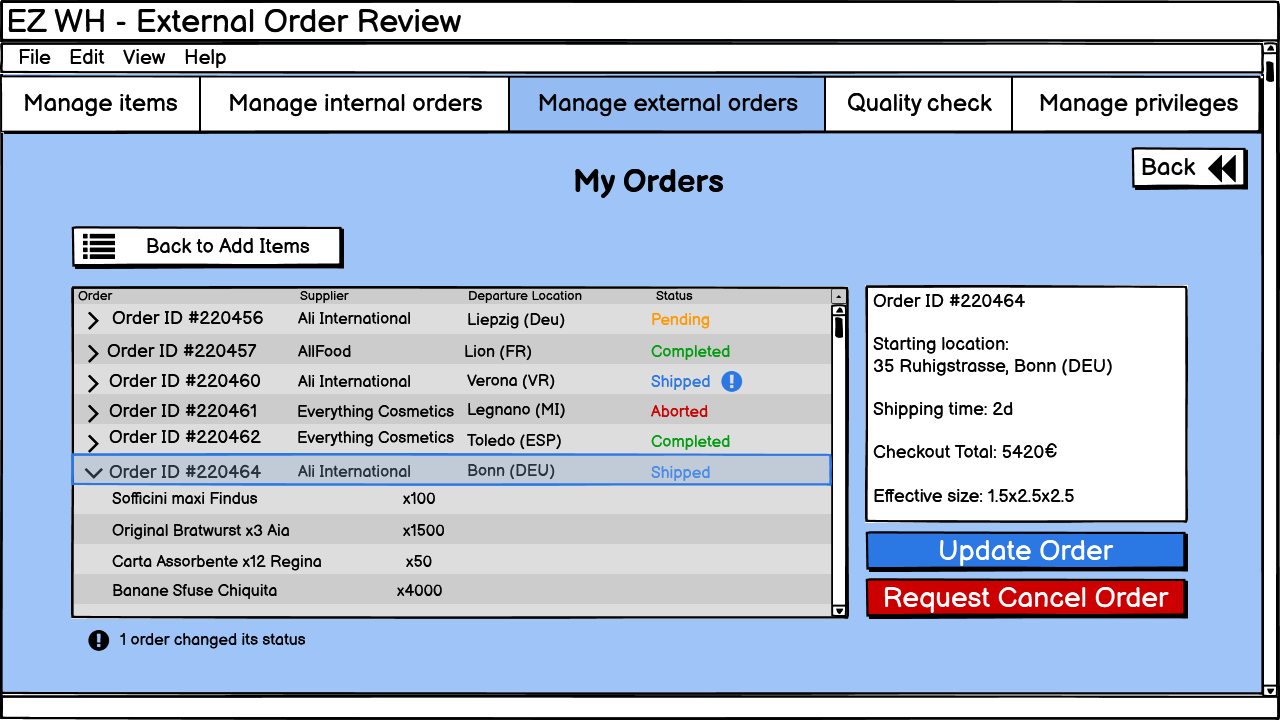 EZ WH - External Order Review
File Edit View Help
Manage items Manage internal orders Manage external orders Quality check Manage privileges
Back
My Orders
Back to Add Items
Order Supplier Departure Location Status
Order ID #220456 Ali International Liepzig (Deu) Pending
Order ID #220457 AllFood Lion (FR) Completed
Order ID #220460 Ali International Verona (VR) Shipped !
Order ID #220461 Everything Cosmetics Legnano (MI) Aborted
Order ID #220462 Everything Cosmetics Toledo (ESP) Completed
Order ID #220464 Ali International Bonn (DEU) Shipped
Sofficini maxi Findus x100
Original Bratwurst x3 Aia x1500
Carta Assorbente x12 Regina x50
Banane Sfuse Chiquita x4000
! 1 order changed its status
Order ID #220464
Starting location:
35 Ruhigstrasse, Bonn (DEU)
Shipping time: 2d
Checkout Total: 5420€
Effective size: 1.5x2.5x2.5
Update Order
Request Cancel Order